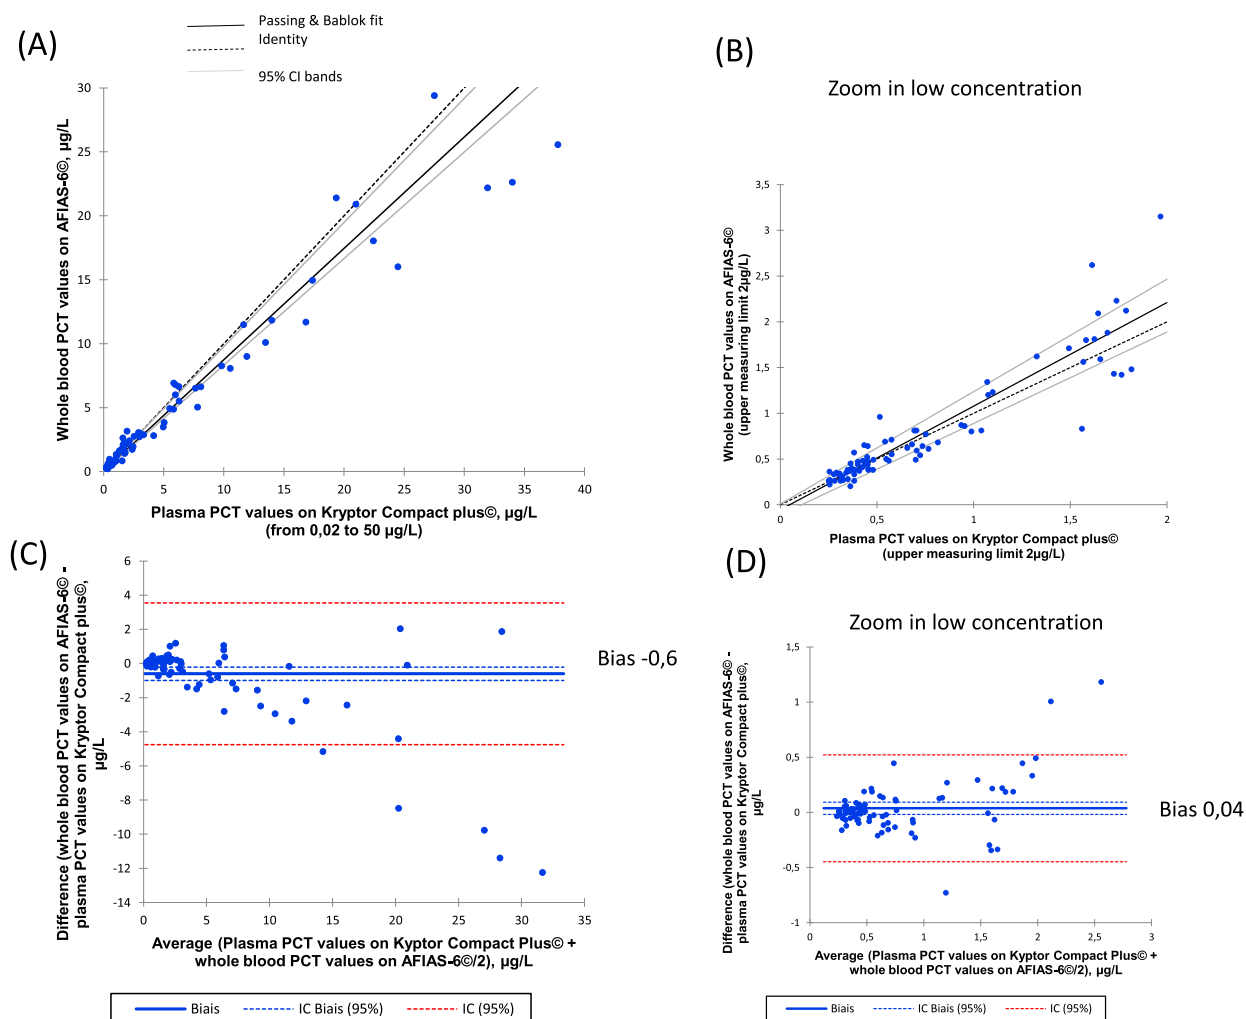 (A)
Passing & Bablok fit
Identity
95% CI bands
Whole blood PCT values on AFIAS-6©, µg/L
30
25
20
15
10
5
0
0
5
10
15
20
25
30
35
40
Plasma PCT values on Kryptor Compact plus©, µg/L
(from 0,02 to 50 µg/L)
(B)
Zoom in low concentration
Whole blood PCT values on AFIAS-6©
(upper measuring limit 2µg/L)
3,5
3
2,5
2
1,5
1
0,5
0
0
0,5
1
1,5
2
Plasma PCT values on Kryptor Compact plus©
(upper measuring limit 2µg/L)
(C)
Difference (whole blood PCT values on AFIAS-6© -
plasma PCT values on Kryptor Compact plus©,
µg/L
6
4
2
0
-2
-4
-6
-8
-10
-12
-14
0
5
10
15
20
25
30
35
Bias -0,6
Average (Plasma PCT values on Kyptor Compact Plus© +
whole blood PCT values on AFIAS-6©/2), µg/L
Biais
IC Biais (95%)
IC (95%)
(D)
Zoom in low concentration
Difference (whole blood PCT values on AFIAS-6© -
plasma PCT values on Kryptor Compact plus©,
µg/L
1,5
1
0,5
0
-0,5
-1
0
0,5
1
1,5
2
2,5
3
Bias 0,04
Average (Plasma PCT values on Kyptor Compact Plus© +
whole blood PCT values on AFIAS-6©/2), µg/L
Biais
IC Biais (95%)
IC (95%)